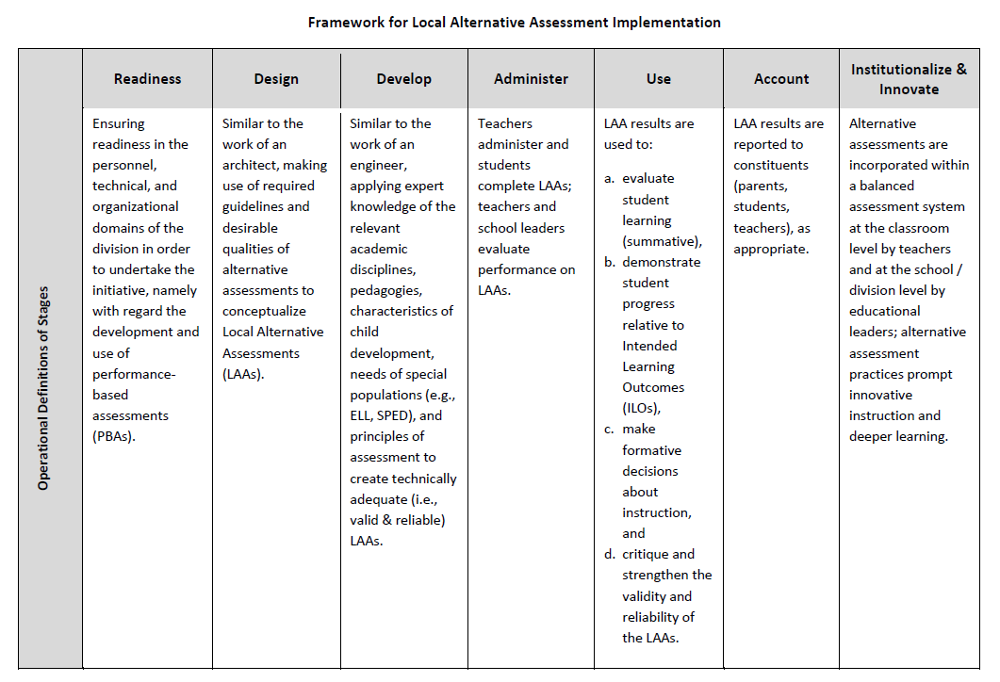 Framework for Local Alternative Assessment Implementation
Operational Definitions of Stages
Readiness
Ensuring
readiness in the
personnel,
technical, and
organizational
domains of the
division in order
to undertake the
initiative, namely
with regard the
development and
use of
performance-
based
assessments
(PBAs).
Design
Similar to the
work of an
architect, making
use of required
guidelines and
desirable
qualities of
alternative
assessments to
conceptualize
Local Alternative
Assessments
(LAAs).
Develop
Similar to the
work of an
engineer,
applying expert
knowledge of the
relevant
academic
disciplines,
pedagogies,
characteristics of
child
development,
needs of special
populations (e.g.,
ELL, SPED), and
principles of
assessment to
create technically
adequate (i.e.,
valid & reliable)
LAAs.
Administer
Teachers
administer and
students
complete LAAs;
teachers and
school leaders
evaluate
performance on
LAAs.
Use
LAA results are
used to:
a. evaluate
student
learning
(summative),
b. demonstrate
student
progress
relative to
Intended
Learning
Outcomes
(ILOs),
c. make
formative
decisions
about
instruction,
and
d. critique and
strengthen the
validity and
reliability of
the LAAs.
Account
LAA results are
reported to
constituents
(parents,
students,
teachers), as
appropriate.
Institutionalize &
Innovate
Alternative
assessments are
incorporated within
a balanced
assessment system
at the classroom
level by teachers
and at the school /
division level by
educational
leaders; alternative
assessment
practices prompt
innovative
instruction and
deeper learning.